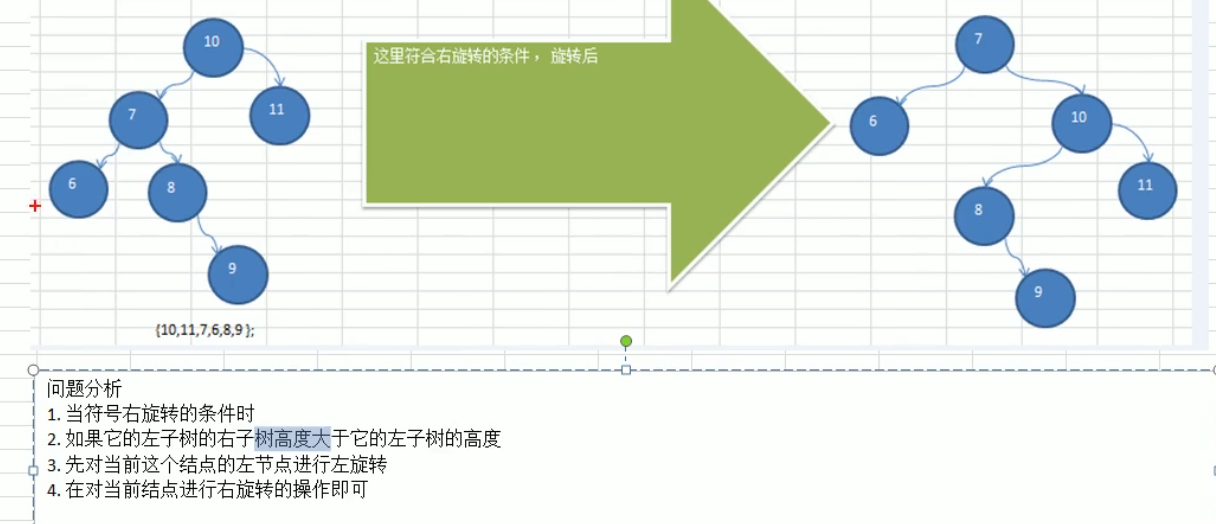 10
7
11
6
8
9
{10,11,7,6,8,9 };
这里符合右旋转的条件， 旋转后
7
6
10
8
11
9
问题分析
1. 当符号右旋转的条件时
2. 如果它的左子树的右子树高度大于它的左子树的高度
3. 先对当前这个结点的左节点进行左旋转
4. 在对当前结点进行右旋转的操作即可